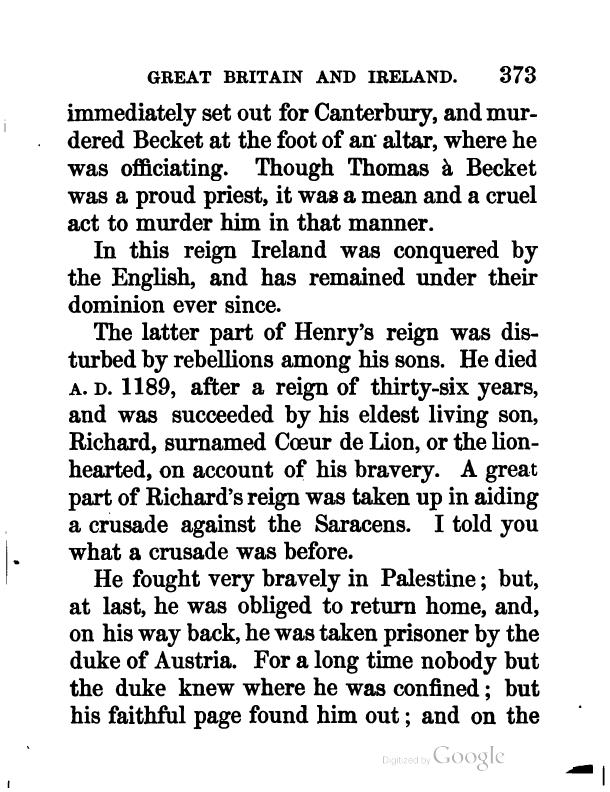 GREAT BRITAIN AND IRELAND. 373
immediately set out for Canterbury, and mur-
dered Becket at the foot of an altar, where he
was officiating. Though Thomas à Becket
was a proud priest, it was a mean and a cruel
act to murder him in that manner.
In this reign Ireland was conquered by
the English, and has remained under their
dominion ever since.
The latter part of Henry's reign was dis-
turbed by rebellions among his sons. He died
A. D. 1189, after a reign of thirty-six years,
and was succeeded by his eldest living son,
Richard, surnamed Cœur de Lion, or the lion-
hearted, on account of his bravery. A great
part of Richard's reign was taken up in aiding
a crusade against the Saracens. I told you
what a crusade was before.
He fought very bravely in Palestine; but,
at last, he was obliged to return home, and,
on his way back, he was taken prisoner by the
duke of Austria. For a long time nobody but
the duke knew where he was confined; but
his faithful page found him out; and on the
Digitized by Google